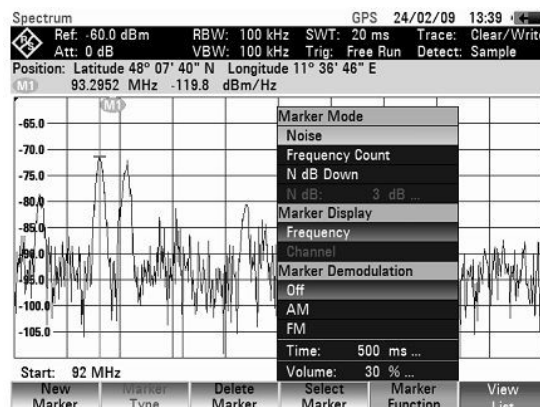 Spectrum GPS 24/02/09 13:39
Ref: -60.0 dBm RBW: 100 kHz SWT: 20 ms Trace: Clear/Write
Att: 0 dB VBW: 100 kHz Trig: Free Run Detect: Sample
Position: Latitude 48° 07' 40" N Longitude 11° 36' 46" E
M1 93.2952 MHz -119.8 dBm/Hz
M1
Marker Mode
-65.0
Noise
-70.0
Frequency Count
-75.0
N dB Down
N dB: 3 dB ...
-80.0
Marker Display
-85.0
Frequency
-90.0
Channel
Marker Demodulation
Off
-100.0
AM
-105.0
FM
Time: 500 ms ...
Start: 92 MHz
Volume: 30 % ...
New Marker
Marker Type
Delete Marker
Select Marker
Marker Function
View List